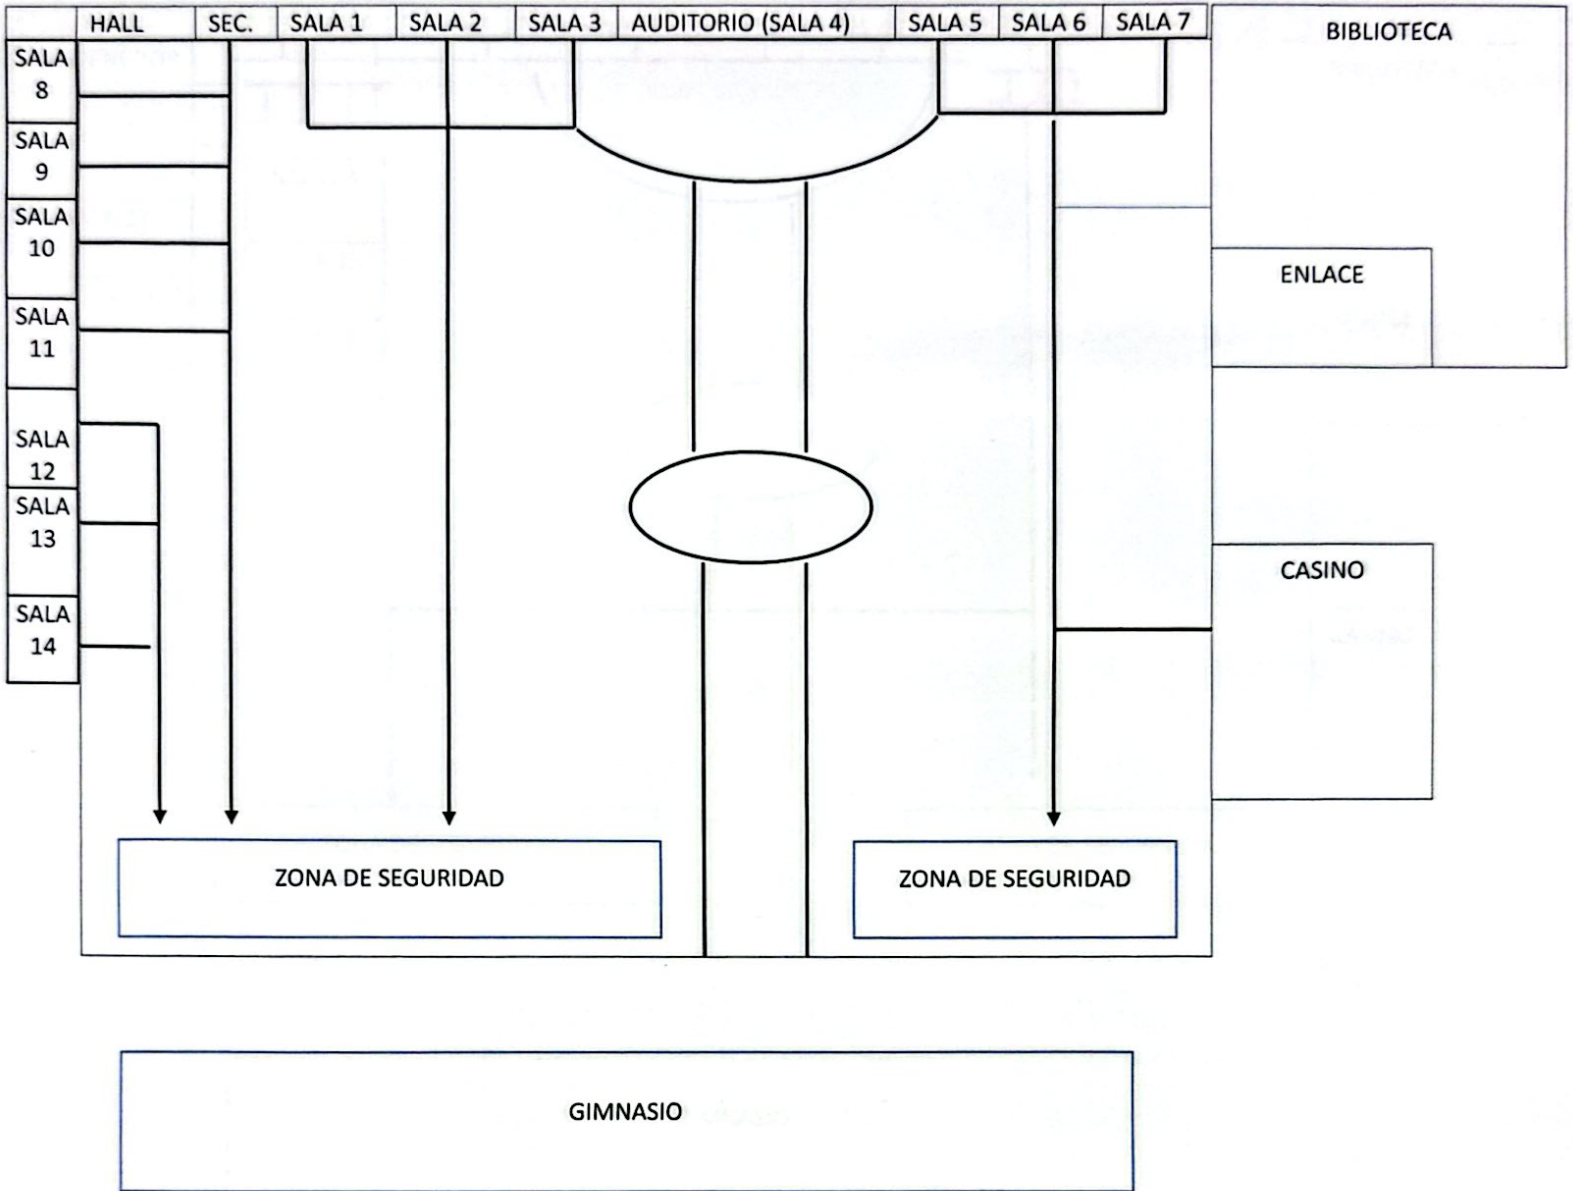 HALL SEC. SALA 1 SALA 2 SALA 3 AUDITORIO (SALA 4) SALA 5 SALA 6 SALA 7
BIBLIOTECA
SALA
8
SALA
9
SALA
10
SALA
11
SALA
12
SALA
13
SALA
14
ENLACE
CASINO
ZONA DE SEGURIDAD
ZONA DE SEGURIDAD
GIMNASIO